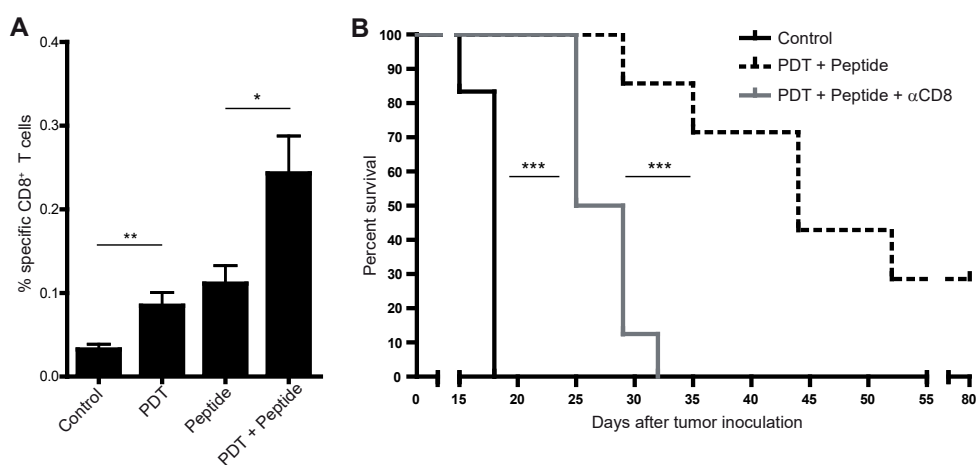 A
% specific CD8⁺ T cells
0.4
0.3
0.2
0.1
0.0
**
*
Control
PDT
Peptide
PDT + Peptide
B
Percent survival
100
90
80
70
60
50
40
30
20
10
0
***
***
Control
PDT + Peptide
PDT + Peptide + αCD8
0 15 20 25 30 35 40 45 50 55 80
Days after tumor inoculation